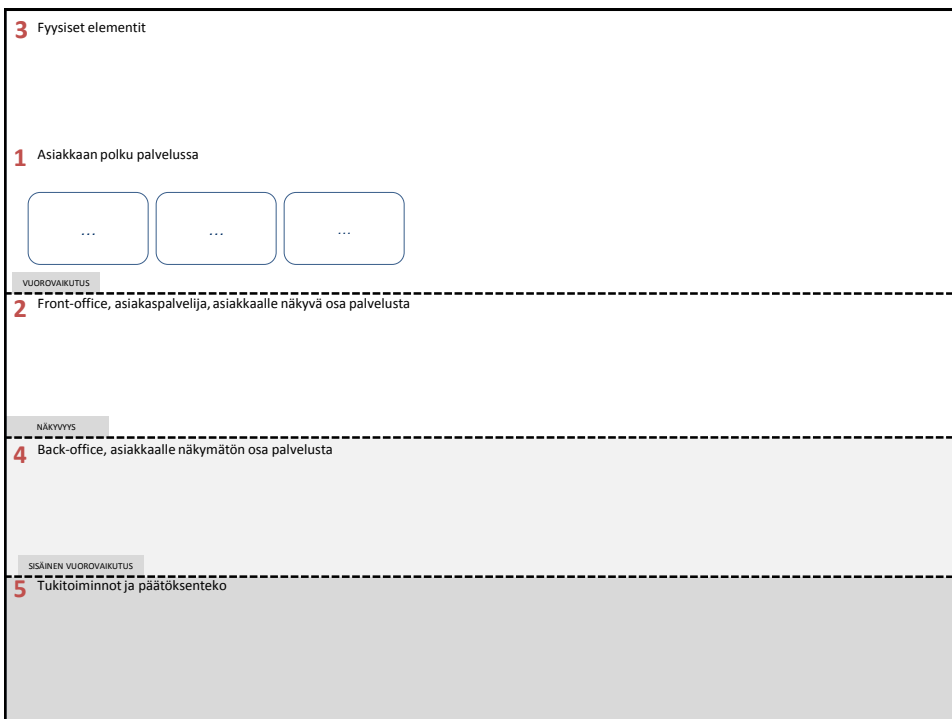 3 Fyysiset elementit
1 Asiakkaan polku palvelussa
... ... ...
VUOROVAIKUTUS
2 Front-office, asiakaspalvelija, asiakkaalle näkyvä osa palvelusta
NÄKYVYYS
4 Back-office, asiakkaalle näkymätön osa palvelusta
SISÄINEN VUOROVAIKUTUS
5 Tukitoiminnot ja päätöksenteko